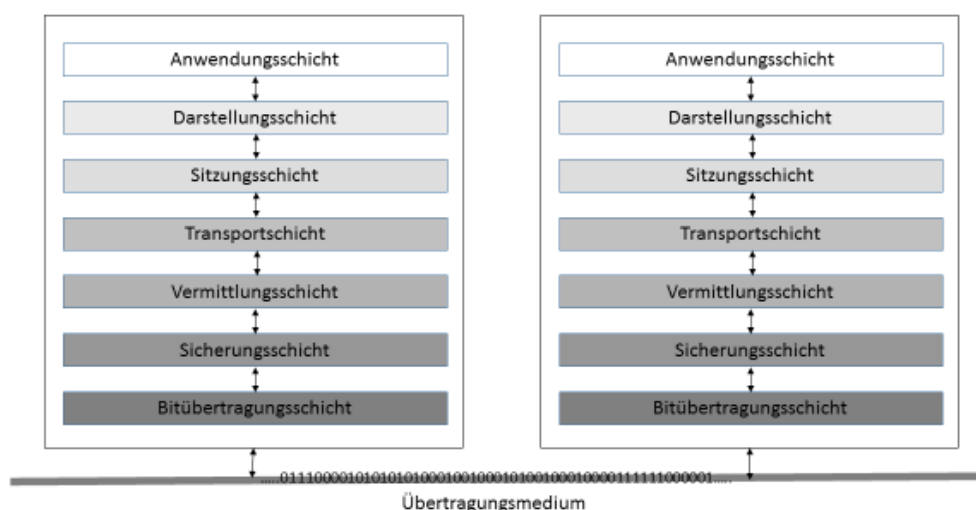 Anwendungsschicht
Darstellungsschicht
Sitzungsschicht
Transportschicht
Vermittlungsschicht
Sicherungsschicht
Bitübertragungsschicht
Anwendungsschicht
Darstellungsschicht
Sitzungsschicht
Transportschicht
Vermittlungsschicht
Sicherungsschicht
Bitübertragungsschicht
Übertragungsmedium